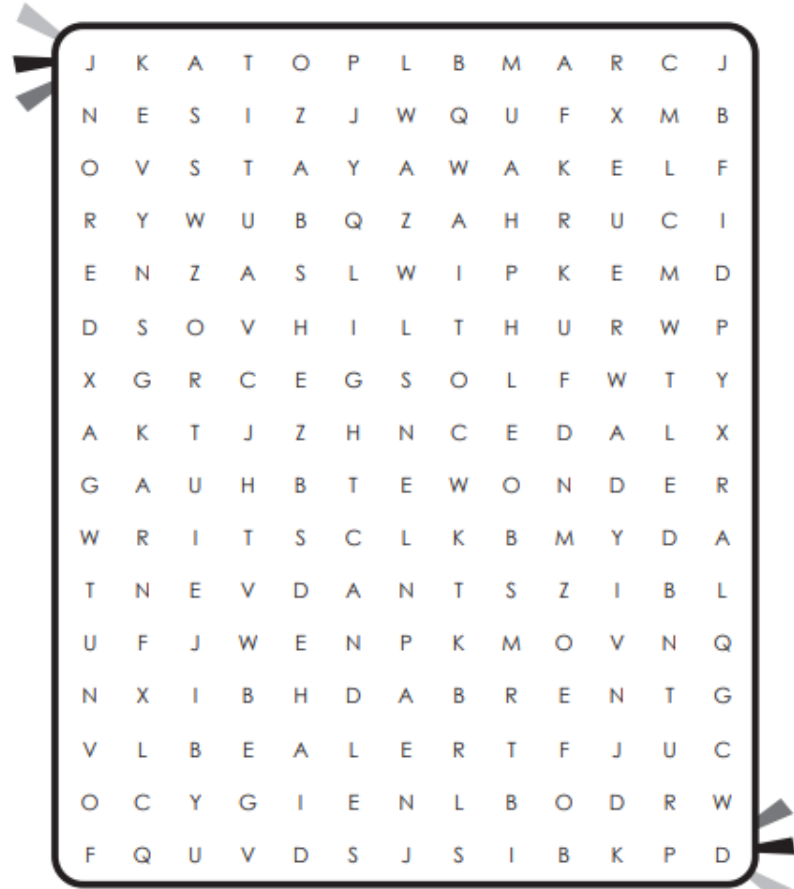 J K A T O P L B M A R C J
N E S I Z J W Q U F X M B
O V S T A Y A W A K E L F
R Y W U B Q Z A H R U C I
E N Z A S L W I P K E M D
D S O V H I L T H U R W P
X G R C E G S O L F W T Y
A K T J Z H N C E D A L X
G A U H B T E W O N D E R
W R I T S C L K B M Y D A
T N E V D A N T S Z I B L
U F J W E N P K M O V N Q
N X I B H D A B R E N T G
V L B E A L E R T F J U C
O C Y G I E N L B O D R W
F Q U V D S J S I B K P D